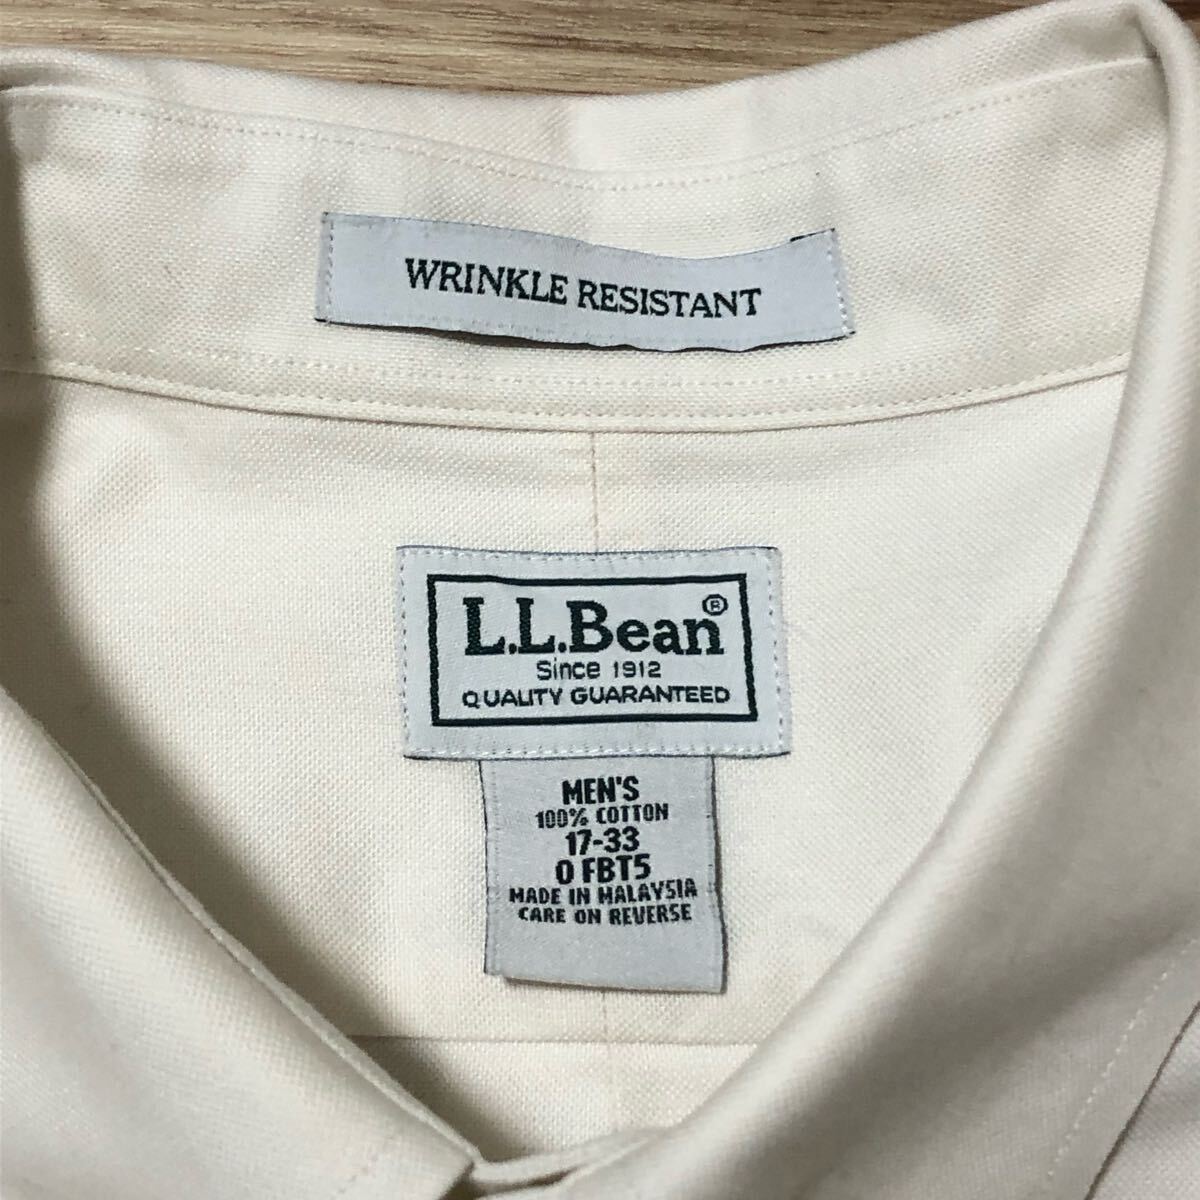 WRINKLE RESISTANT
L.L.Bean®
Since 1912
QUALITY GUARANTEED
MEN'S
100% COTTON
17-33
0 FBT5
MADE IN MALAYSIA
CARE ON REVERSE